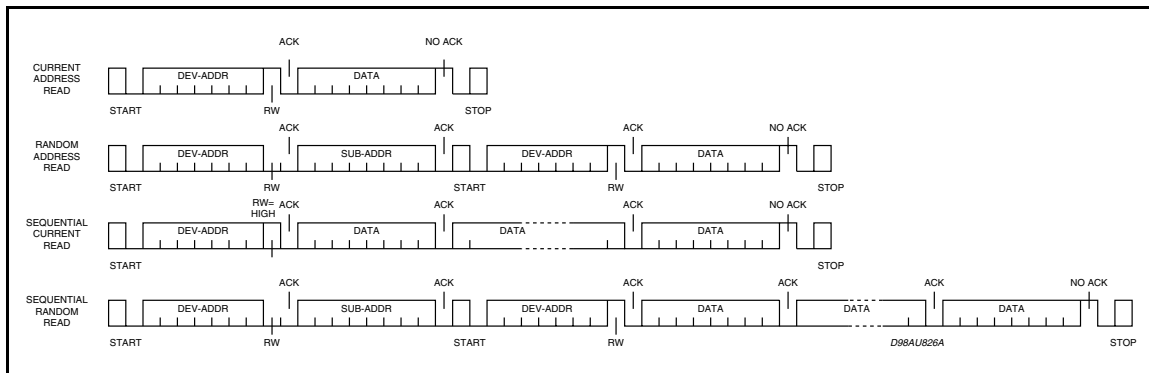 ACK NO ACK
CURRENT
ADDRESS
READ
DEV-ADDR DATA
START RW STOP
ACK ACK ACK NO ACK
RANDOM
ADDRESS
READ
DEV-ADDR SUB-ADDR DEV-ADDR DATA
START RW START RW STOP
RW=
HIGH
ACK ACK ACK NO ACK
SEQUENTIAL
CURRENT
READ
DEV-ADDR DATA DATA DATA
START STOP
ACK ACK ACK ACK ACK NO ACK
SEQUENTIAL
RANDOM
READ
DEV-ADDR SUB-ADDR DEV-ADDR DATA DATA DATA
START RW START RW D98AU826A STOP